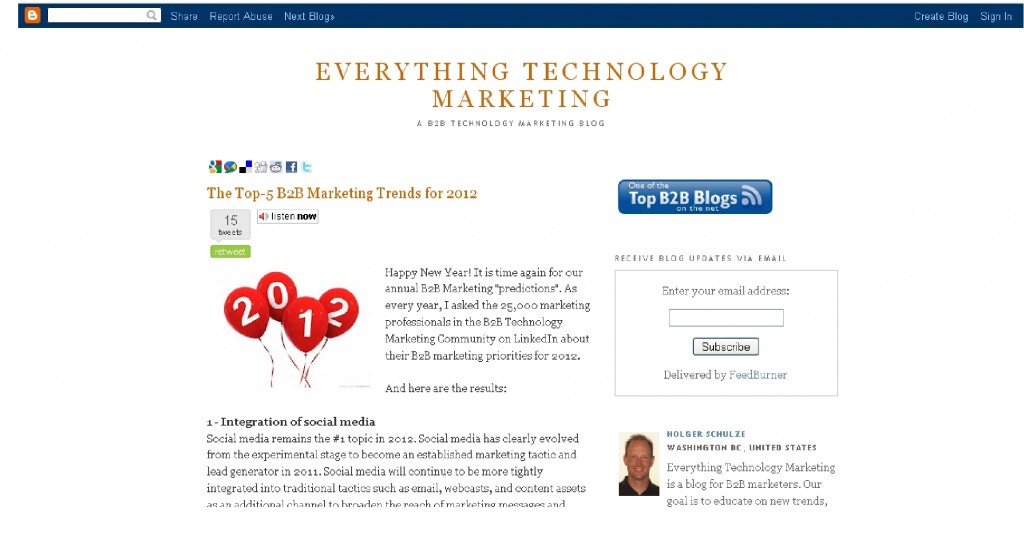 Share Report Abuse Next Blog» Create Blog Sign In
EVERYTHING TECHNOLOGY
MARKETING
A B2B TECHNOLOGY MARKETING BLOG
The Top-5 B2B Marketing Trends for 2012
15
tweets
retweet
listen now
2012
Happy New Year! It is time again for our
annual B2B Marketing "predictions". As
every year, I asked the 25,000 marketing
professionals in the B2B Technology
Marketing Community on LinkedIn about
their B2B marketing priorities for 2012.
And here are the results:
1 - Integration of social media
Social media remains the #1 topic in 2012. Social media has clearly evolved
from the experimental stage to become an established marketing tactic and
lead generator in 2011. Social media will continue to be more tightly
integrated into traditional tactics such as email, webcasts, and content assets
as an additional channel to broaden the reach of marketing messages and
One of the
Top B2B Blogs
on the net
RECEIVE BLOG UPDATES VIA EMAIL
Enter your email address:
Subscribe
Delivered by FeedBurner
HOLGER SCHULZE
WASHINGTON DC, UNITED STATES
Everything Technology Marketing
is a blog for B2B marketers. Our
goal is to educate on new trends,